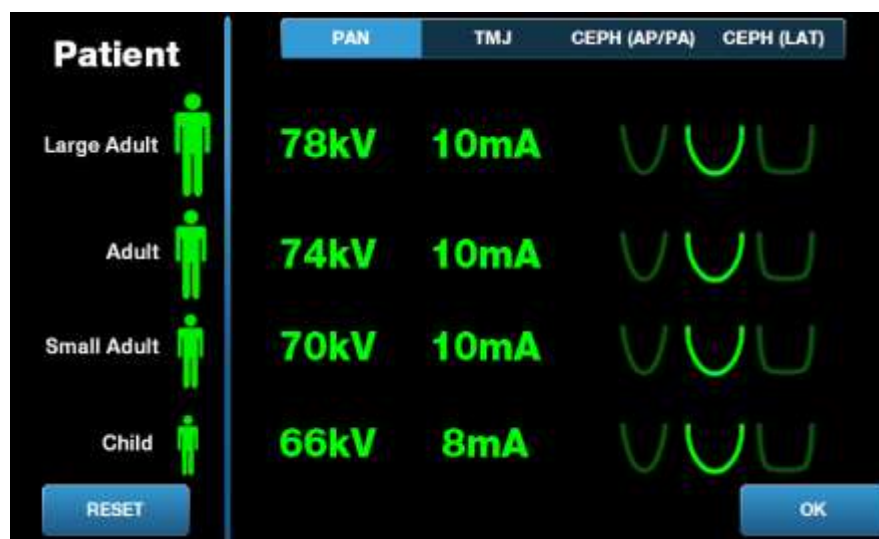 Patient
PAN TMJ CEPH (AP/PA) CEPH (LAT)
Large Adult 78kV 10mA
Adult 74kV 10mA
Small Adult 70kV 10mA
Child 66kV 8mA
RESET OK